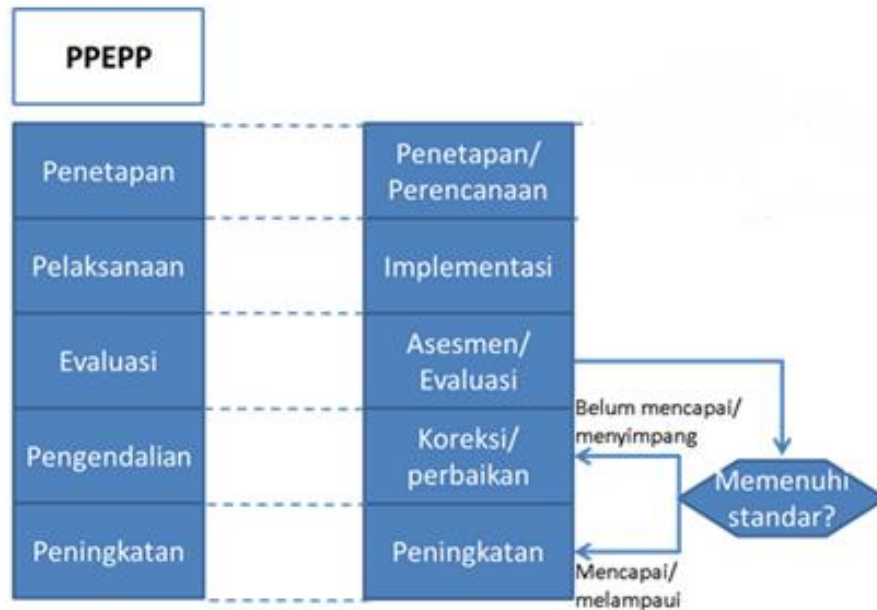 PPEPP
Penetapan
Pelaksanaan
Evaluasi
Pengendalian
Peningkatan
Penetapan/
Perencanaan
Implementasi
Asesmen/
Evaluasi
Koreksi/
perbaikan
Peningkatan
Belum mencapai/
menyimpang
Memenuhi
standar?
Mencapai/
melampaui